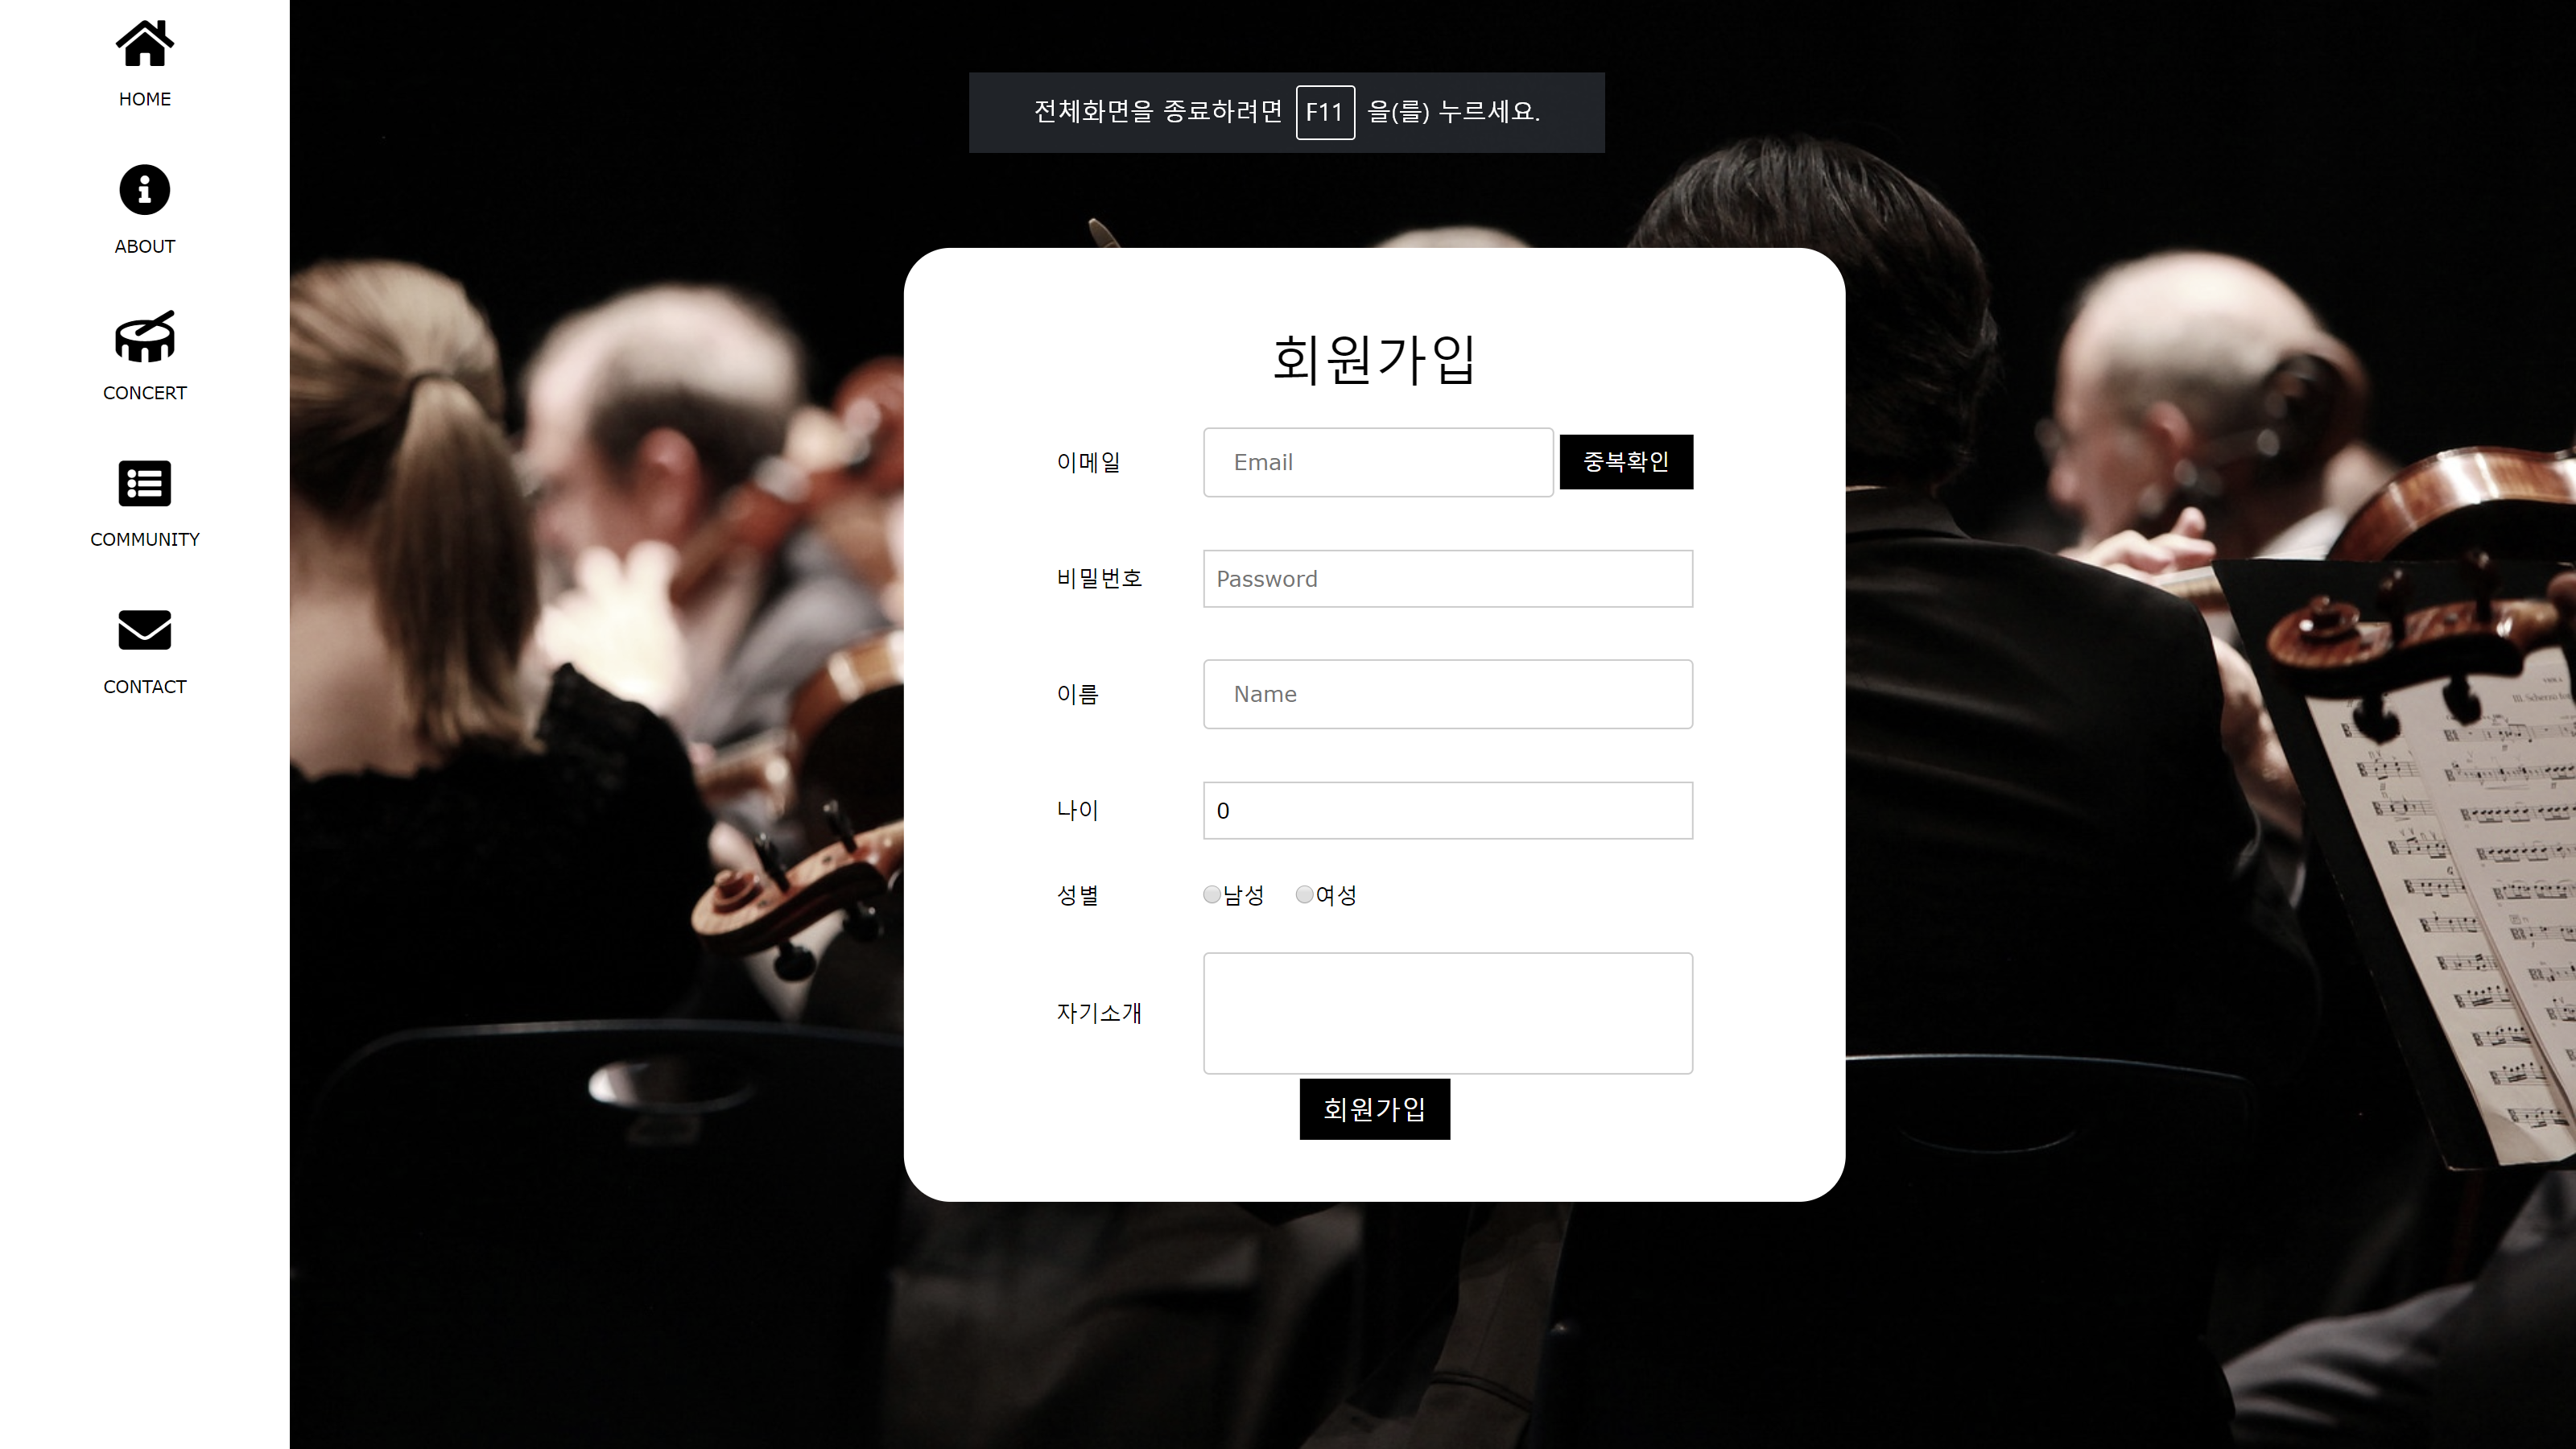 HOME
ABOUT
CONCERT
COMMUNITY
CONTACT
전체화면을 종료하려면 F11 을(를) 누르세요.
회원가입
이메일 Email 중복확인
비밀번호 Password
이름 Name
나이 0
성별 남성 여성
자기소개
회원가입